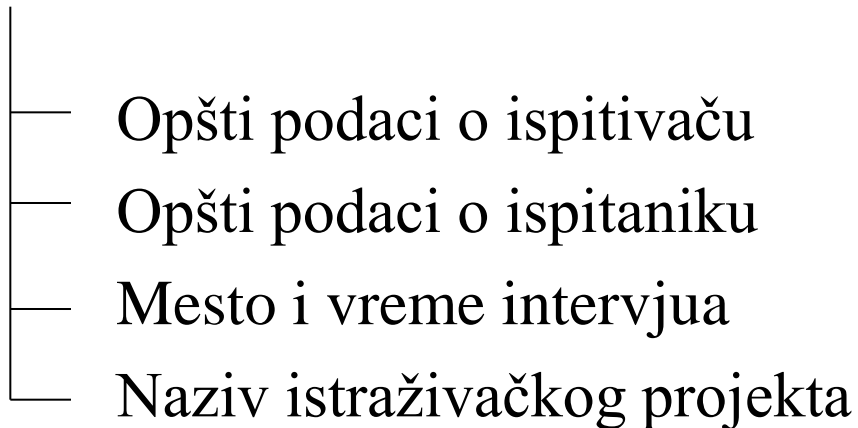 Opšti podaci o ispitivaču
Opšti podaci o ispitaniku
Mesto i vreme intervjua
Naziv istraživačkog projekta